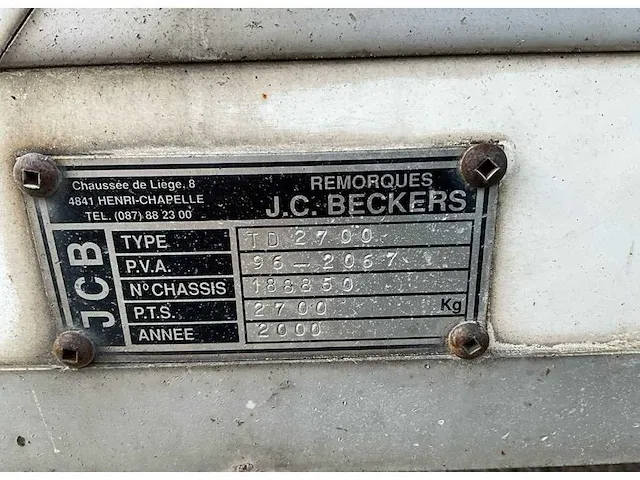 Chaussée de Liège, 8
4841 HENRI-CHAPELLE
TEL. (087) 88 23 00
REMORQUES
J.C. BECKERS
JCB
TYPE TD 2700
P.V.A. 96-2067
N° CHASSIS 188850
P.T.S. 2700 Kg
ANNÉE 2000